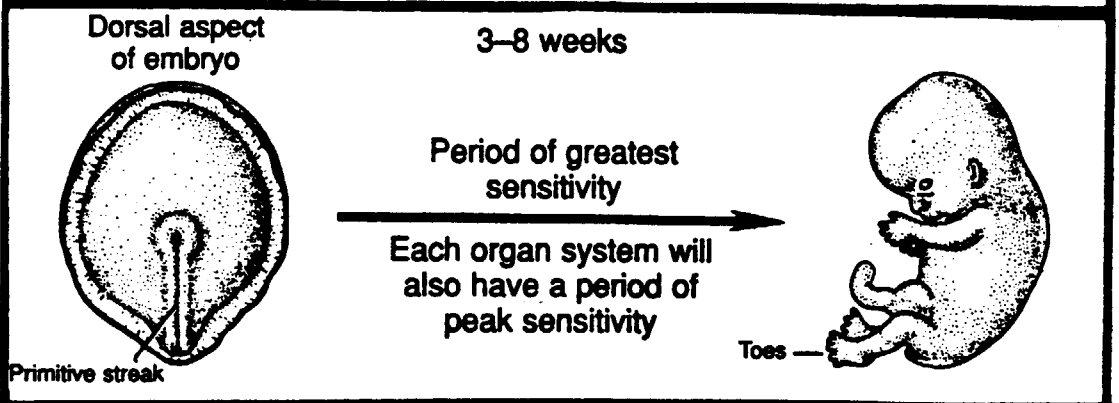 Dorsal aspect
of embryo
3–8 weeks
Period of greatest
sensitivity
Each organ system will
also have a period of
peak sensitivity
Primitive streak
Toes